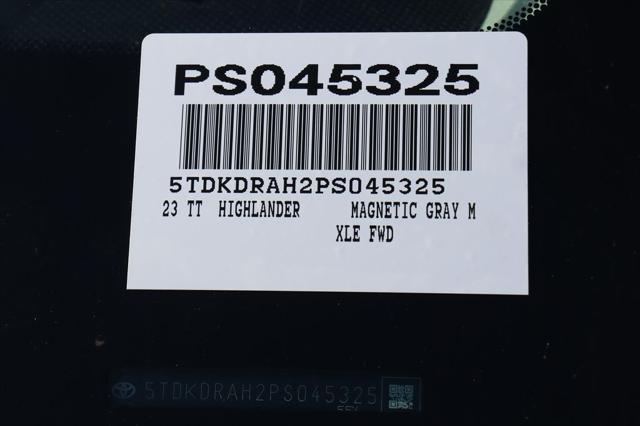 PS045325
5TDKDRAH2PS045325
23 TT HIGHLANDER MAGNETIC GRAY M
XLE FWD
5TDKDRAH2PS045325